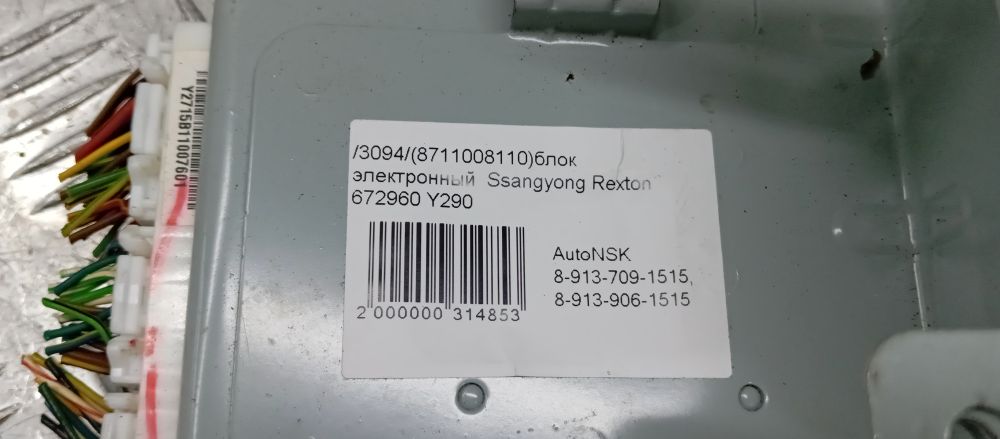 Y2715811007601
/3094/(8711008110)блок
электронный Ssangyong Rexton
672960 Y290
AutoNSK
8-913-709-1515,
8-913-906-1515
2 000000 314853